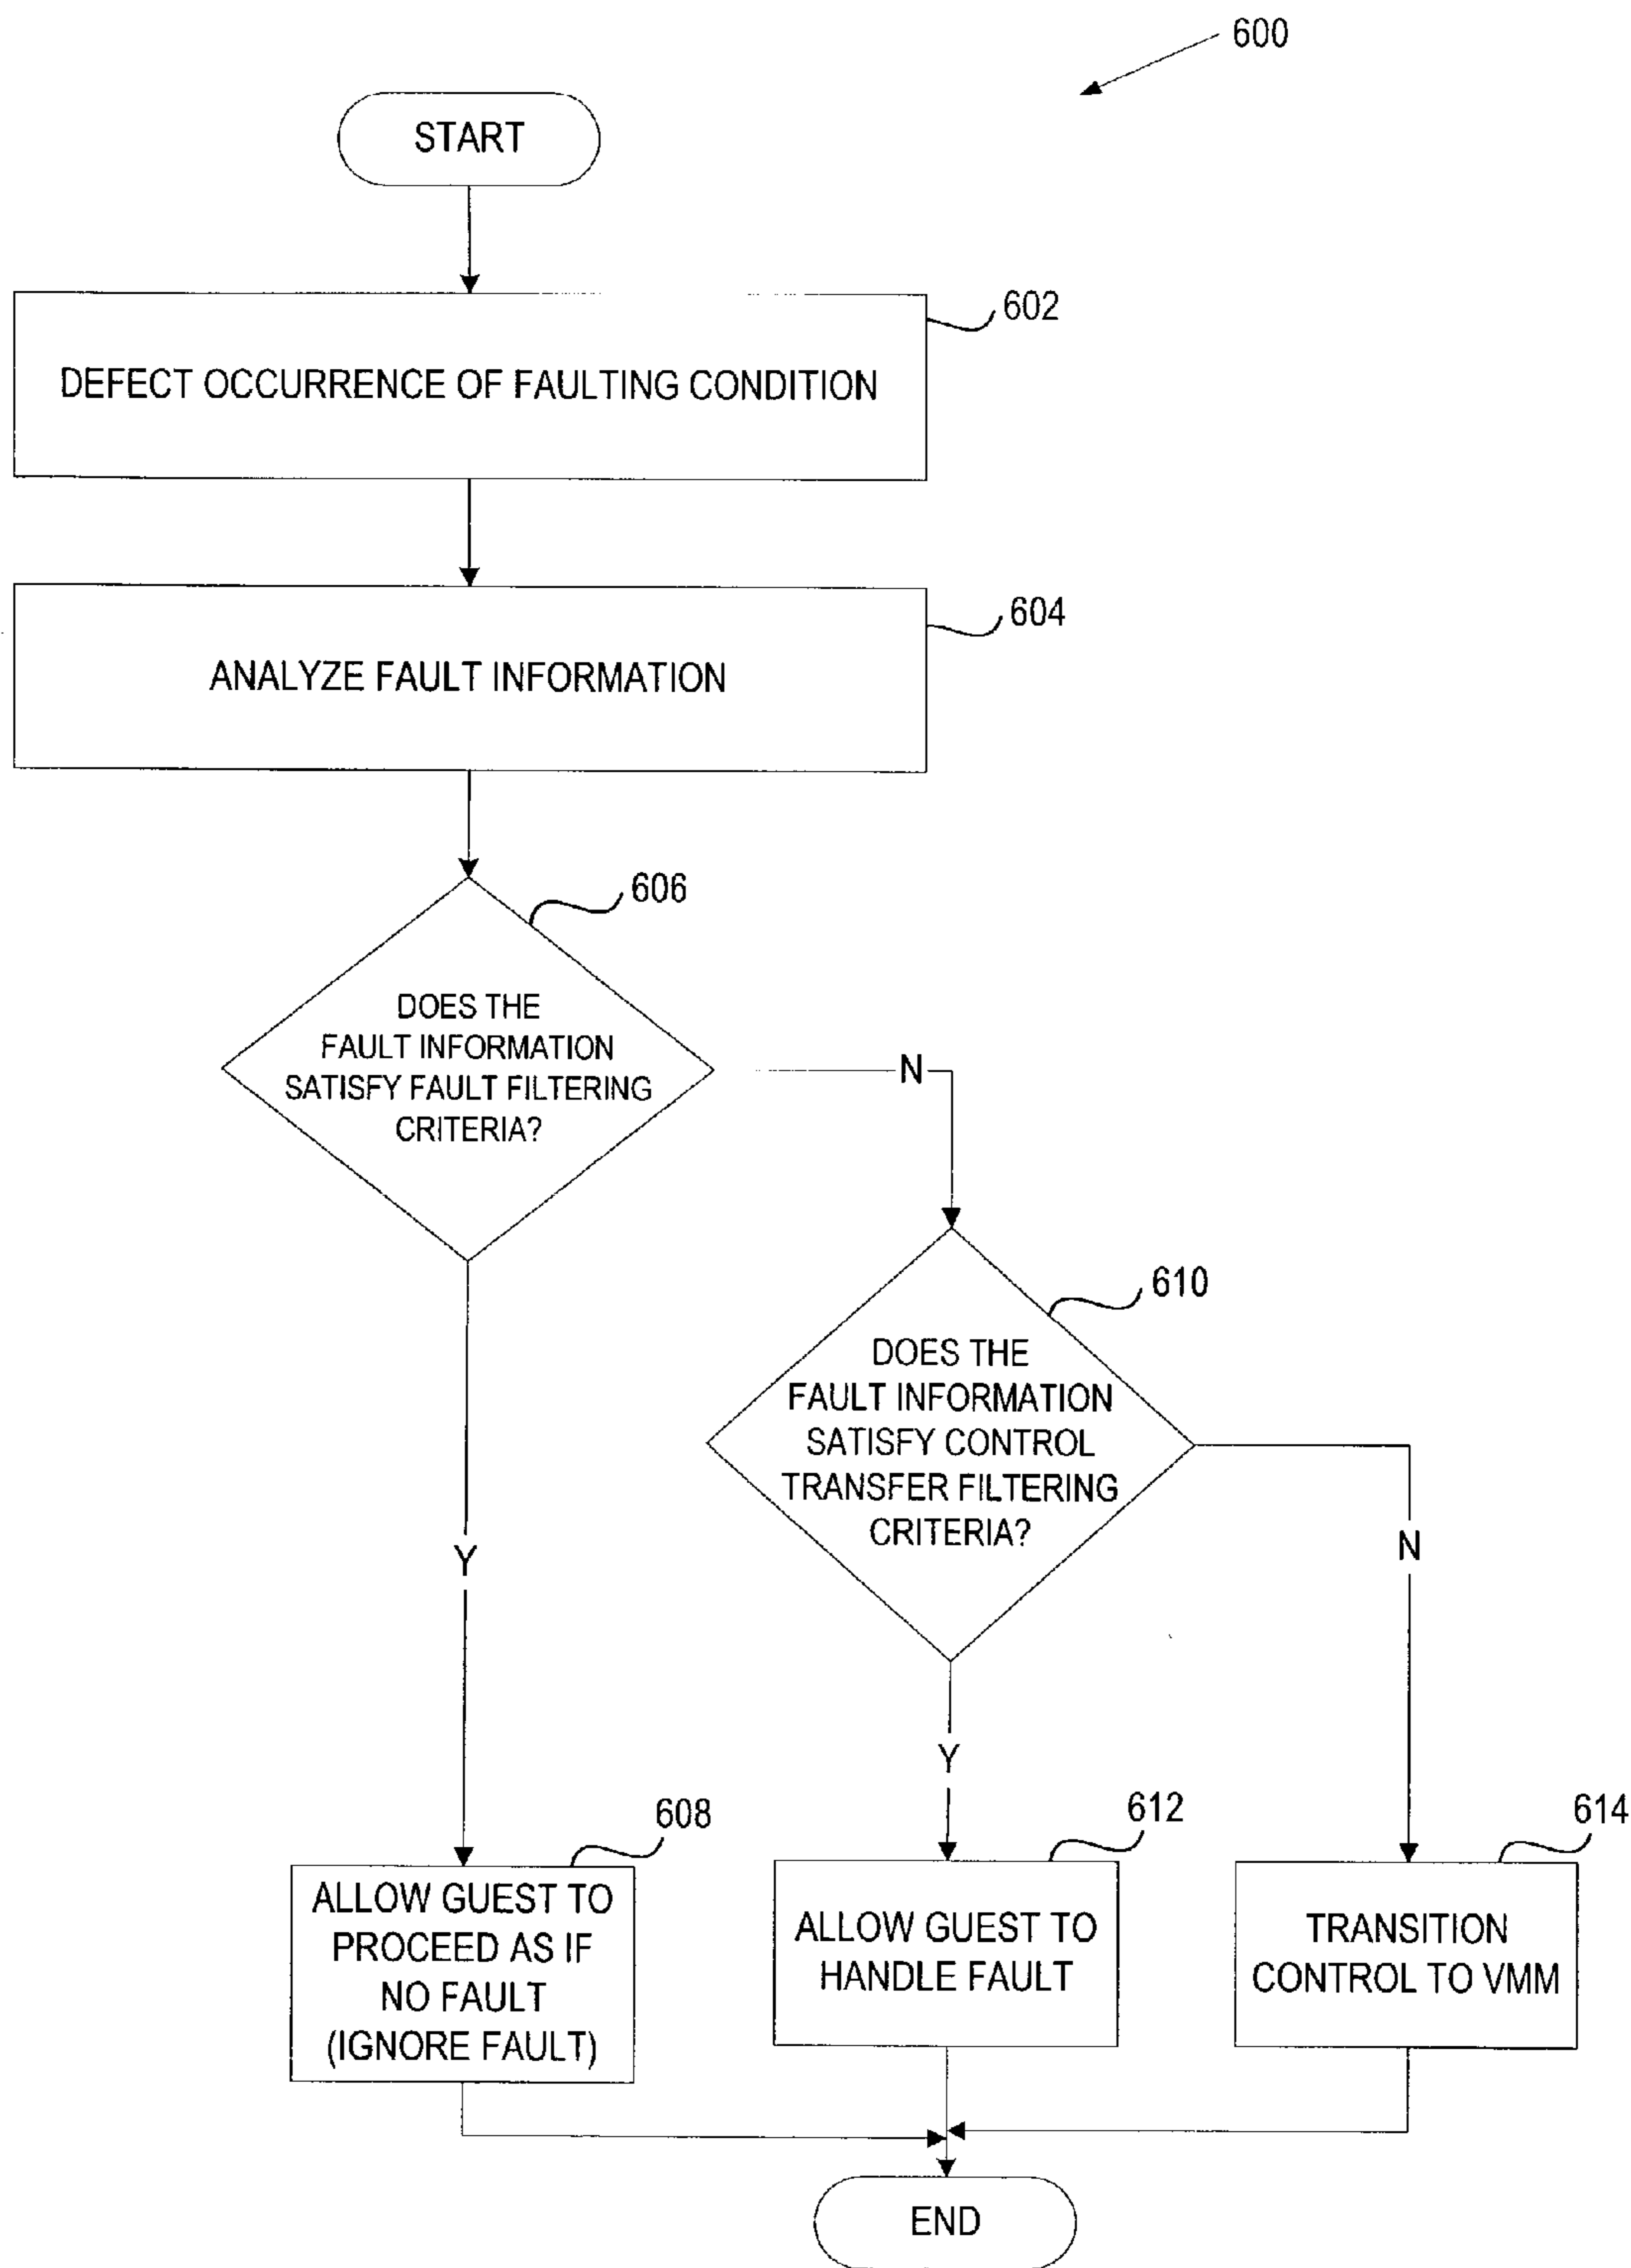 600
START
602
DEFECT OCCURRENCE OF FAULTING CONDITION
604
ANALYZE FAULT INFORMATION
606
DOES THE
FAULT INFORMATION
SATISFY FAULT FILTERING
CRITERIA?
N
610
DOES THE
FAULT INFORMATION
SATISFY CONTROL
TRANSFER FILTERING
CRITERIA?
Y
N
Y
608
ALLOW GUEST TO
PROCEED AS IF
NO FAULT
(IGNORE FAULT)
612
ALLOW GUEST TO
HANDLE FAULT
614
TRANSITION
CONTROL TO VMM
END